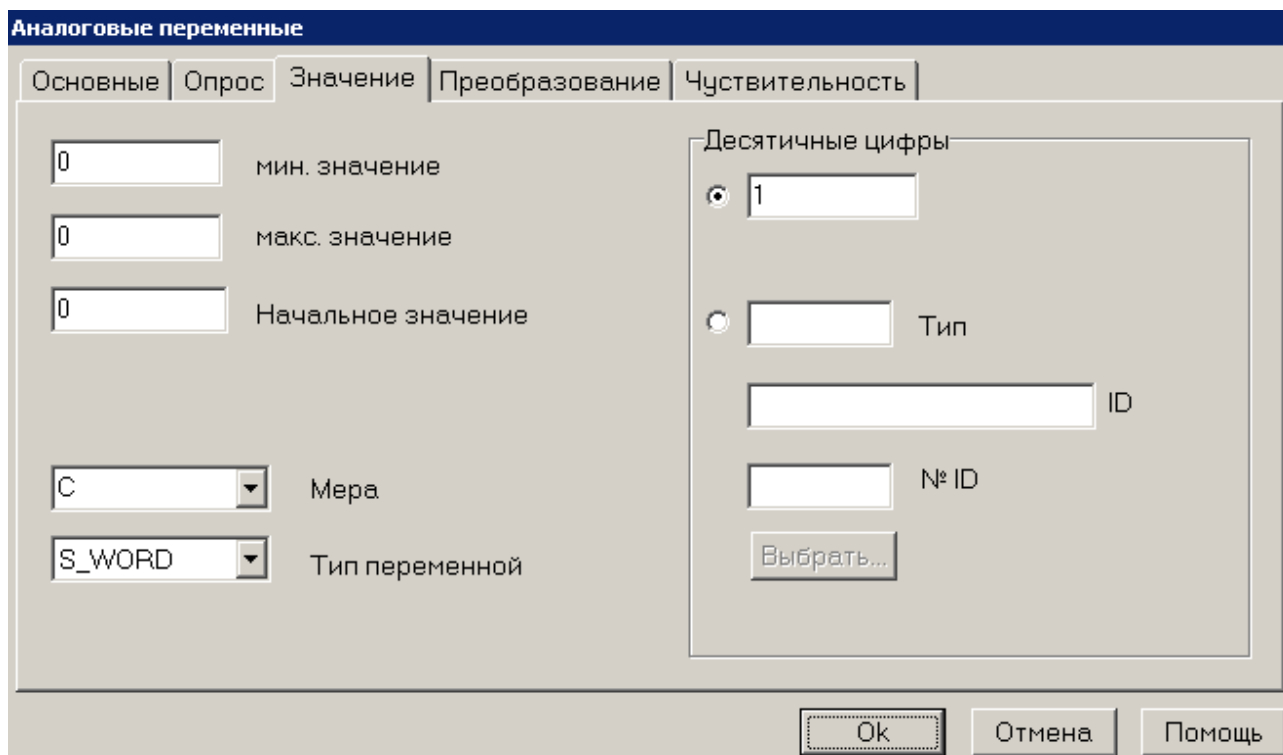 Аналоговые переменные
Основные Опрос Значение Преобразование Чуствительность
0 мин. значение
0 макс. значение
0 Начальное значение
C Мера
S_WORD Тип переменной
Десятичные цифры
1
Тип
ID
№ ID
Выбрать...
Ok Отмена Помощь